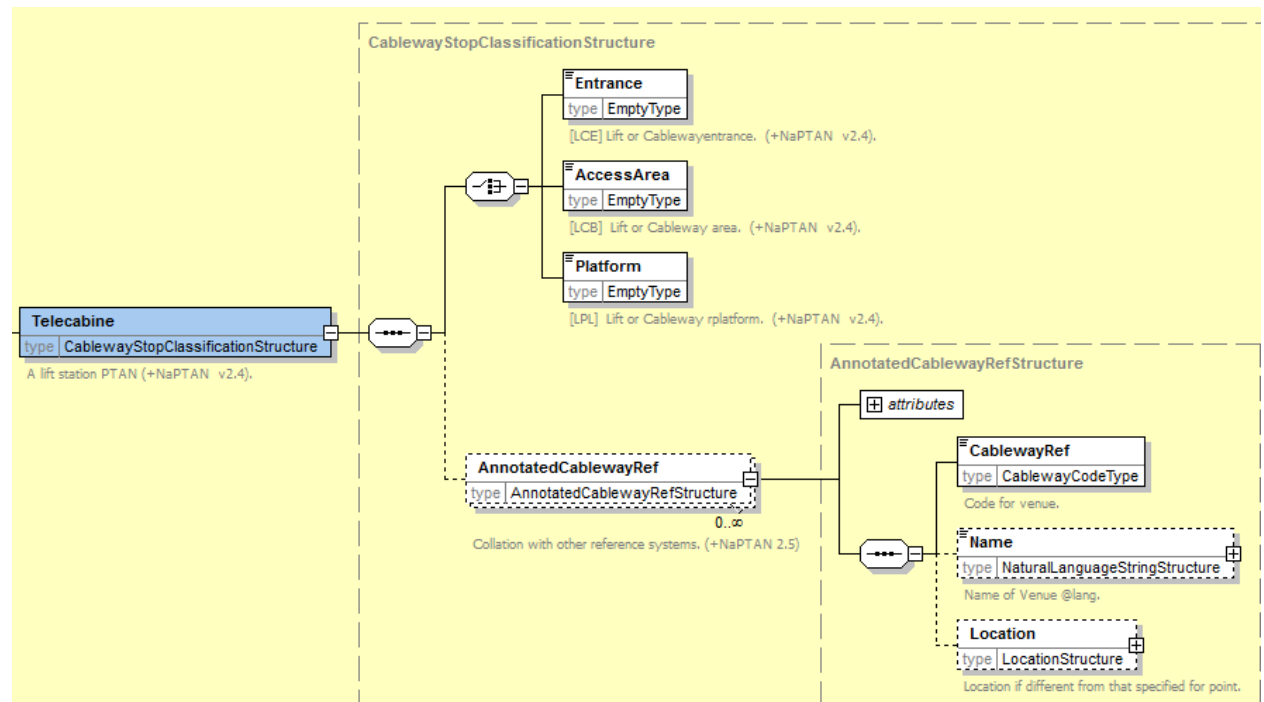 CablewayStopClassificationStructure
Entrance
type EmptyType
[LCE] Lift or Cablewayentrance. (+NaPTAN v2.4).
AccessArea
type EmptyType
[LCB] Lift or Cableway area. (+NaPTAN v2.4).
Platform
type EmptyType
[LPL] Lift or Cableway rplatform. (+NaPTAN v2.4).
Telecabine
type CablewayStopClassificationStructure
A lift station PTAN (+NaPTAN v2.4).
AnnotatedCablewayRefStructure
attributes
CablewayRef
type CablewayCodeType
Code for venue.
AnnotatedCablewayRef
type AnnotatedCablewayRefStructure
0..∞
Collation with other reference systems. (+NaPTAN 2.5)
Name
type NaturalLanguageStringStructure
Name of Venue @lang.
Location
type LocationStructure
Location if different from that specified for point.